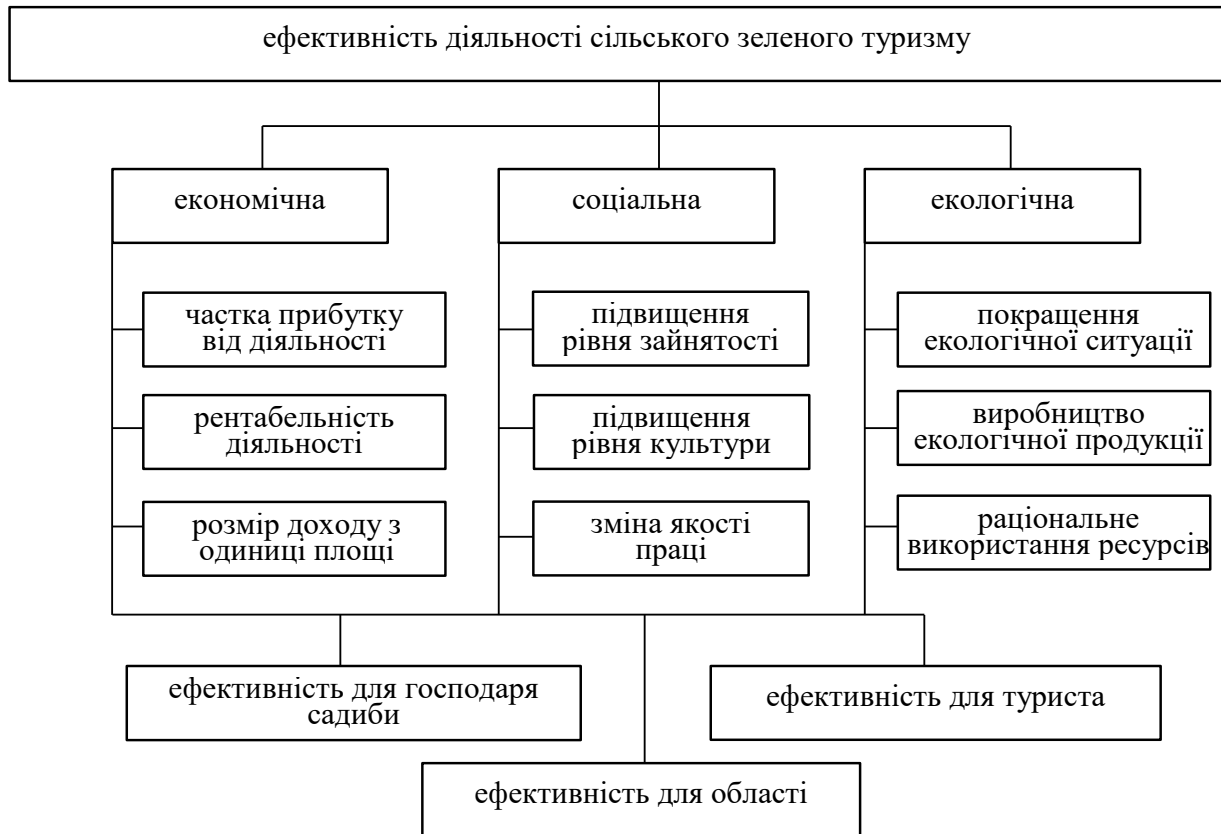 ефективність діяльності сільського зеленого туризму
економічна
соціальна
екологічна
частка прибутку
від діяльності
підвищення
рівня зайнятості
покращення
екологічної ситуації
рентабельність
діяльності
підвищення
рівня культури
виробництво
екологічної продукції
розмір доходу з
одиниці площі
зміна якості
праці
раціональне
використання ресурсів
ефективність для господаря
садиби
ефективність для туриста
ефективність для області